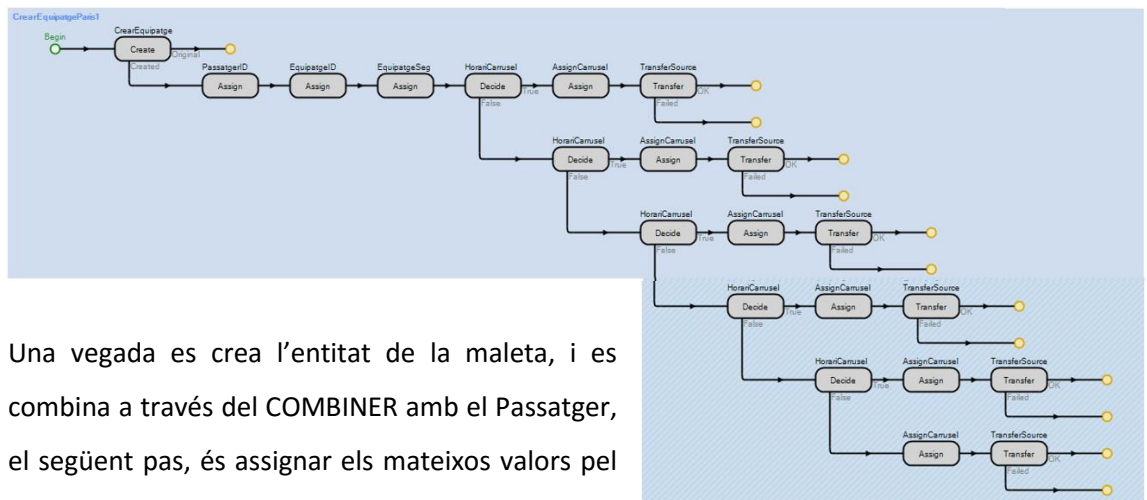 CrearEquipatgeParis1
Begin
CrearEquipatge
Create
Original
Created
PassatgerID EquipatgeID EquipatgeSeg HorariCarrusel AssignCarrusel TransferSource
Assign Assign Assign Decide True Assign Transfer OK
False Failed
HorariCarrusel AssignCarrusel TransferSource
Decide True Assign Transfer OK
False Failed
HorariCarrusel AssignCarrusel TransferSource
Decide True Assign Transfer OK
False Failed
HorariCarrusel AssignCarrusel TransferSource
Decide True Assign Transfer OK
False Failed
HorariCarrusel AssignCarrusel TransferSource
Decide True Assign Transfer OK
False Failed
AssignCarrusel TransferSource
Assign Transfer OK
Failed
Una vegada es crea l’entitat de la maleta, i es
combina a través del COMBINER amb el Passatger,
el següent pas, és assignar els mateixos valors pel